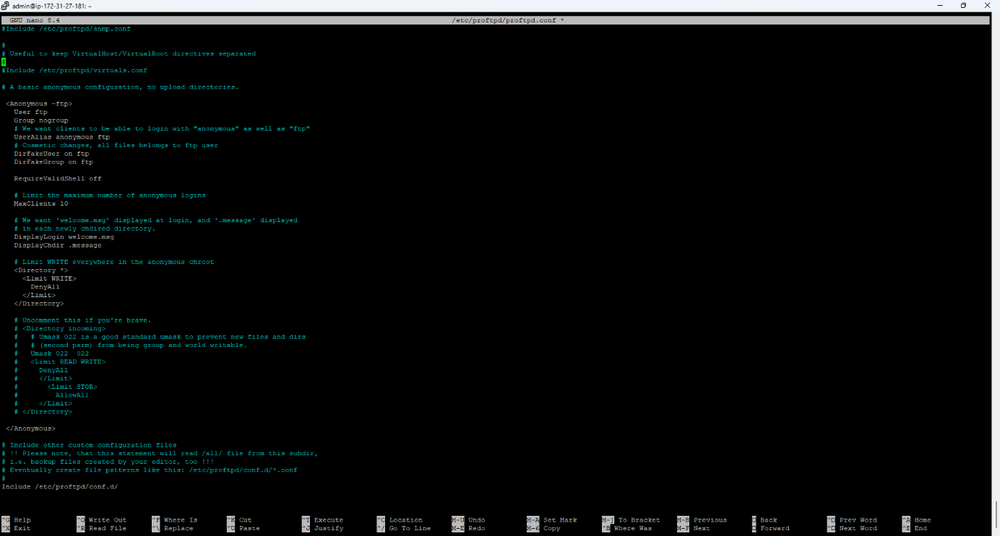 admin@ip-172-31-27-181: ~
GNU nano 8.4 /etc/proftpd/proftpd.conf *
#Include /etc/proftpd/snmp.conf
#
# Useful to keep VirtualHost/VirtualRoot directives separated
#
#Include /etc/proftpd/virtuals.conf
# A basic anonymous configuration, no upload directories.
<Anonymous ~ftp>
User ftp
Group nogroup
# We want clients to be able to login with "anonymous" as well as "ftp"
UserAlias anonymous ftp
# Cosmetic changes, all files belongs to ftp user
DirFakeUser on ftp
DirFakeGroup on ftp
RequireValidShell off
# Limit the maximum number of anonymous logins
MaxClients 10
# We want 'welcome.msg' displayed at login, and '.message' displayed
# in each newly chdired directory.
DisplayLogin welcome.msg
DisplayChdir .message
# Limit WRITE everywhere in the anonymous chroot
<Directory *>
<Limit WRITE>
DenyAll
</Limit>
</Directory>
# Uncomment this if you're brave.
# <Directory incoming>
# # Umask 022 is a good standard umask to prevent new files and dirs
# # (second parm) from being group and world writable.
# Umask 022 022
# <Limit READ WRITE>
# DenyAll
# </Limit>
# <Limit STOR>
# AllowAll
# </Limit>
# </Directory>
</Anonymous>
# Include other custom configuration files
# !! Please note, that this statement will read /all/ file from this subdir,
# i.e. backup files created by your editor, too !!!
# Eventually create file patterns like this: /etc/proftpd/conf.d/*.conf
#
Include /etc/proftpd/conf.d/
^G Help ^O Write Out ^F Where Is ^K Cut ^T Execute ^C Location M-U Undo M-A Set Mark M-] To Bracket M-B Previous Back Prev Word ^A Home
^X Exit ^R Read File ^\ Replace ^U Paste ^J Justify ^/ Go To Line M-E Redo M-6 Copy ^B Where Was M-F Next Forward Next Word ^E End